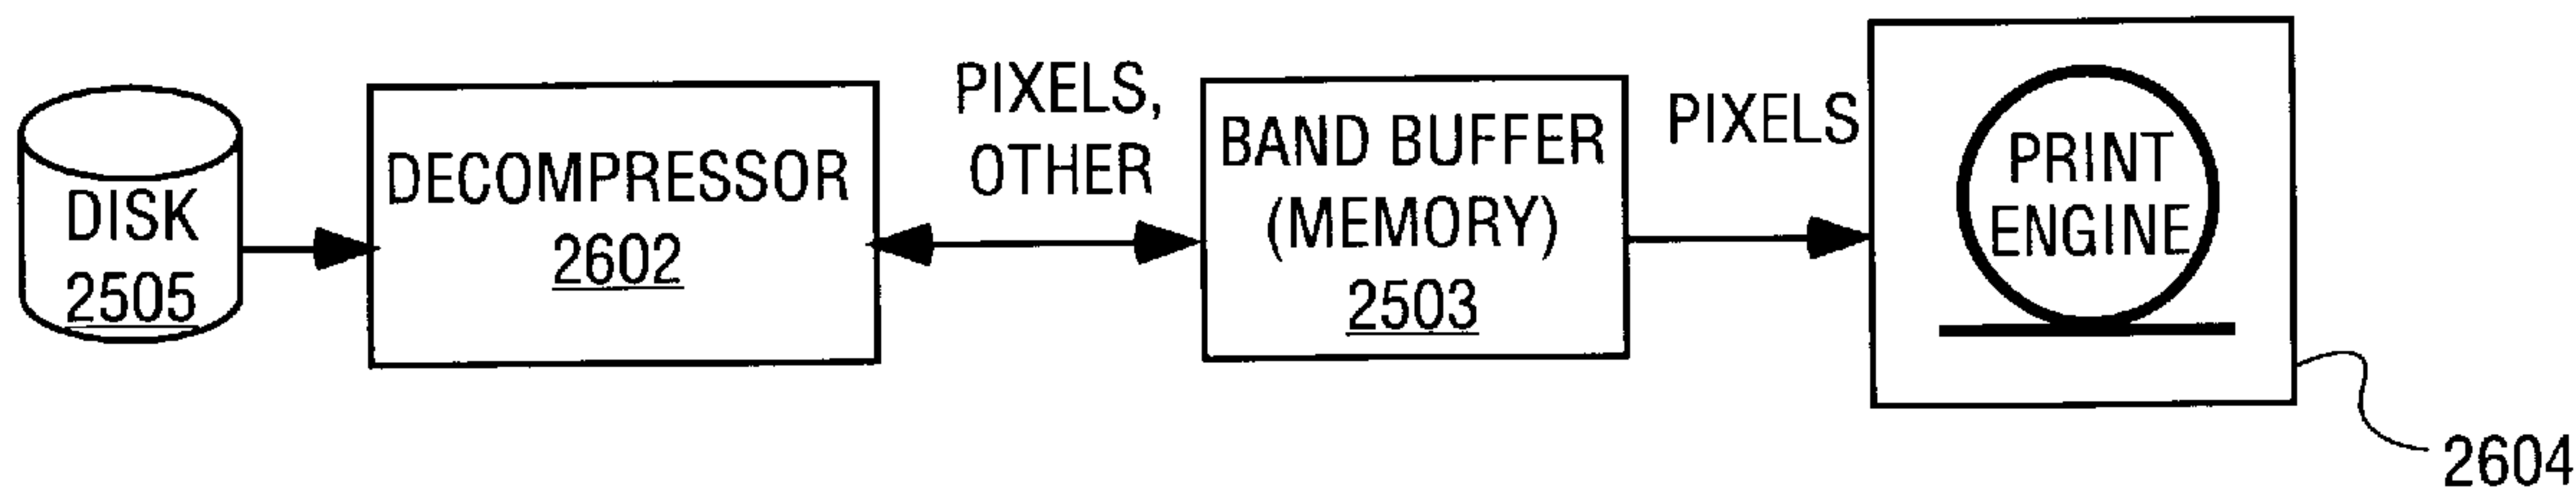 DISK
2505
DECOMPRESSOR
2602
PIXELS,
OTHER
BAND BUFFER
(MEMORY)
2503
PIXELS
PRINT
ENGINE
2604